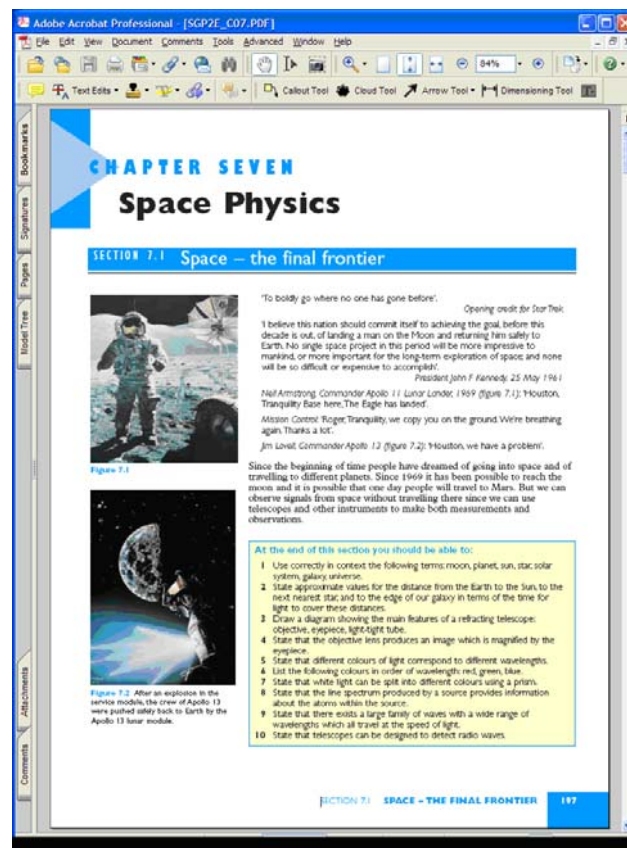 Adobe Acrobat Professional - [SGP2E_C07.PDF]
File Edit View Document Comments Tools Advanced Window Help
84%
Text Edits Callout Tool Cloud Tool Arrow Tool Dimensioning Tool
Bookmarks
Signatures
Pages
Model Tree
Attachments
Comments
CHAPTER SEVEN
Space Physics
SECTION 7.1 Space – the final frontier
Figure 7.1
Figure 7.2 After an explosion in the
service module, the crew of Apollo 13
were pushed safely back to Earth by the
Apollo 13 lunar module.
'To boldly go where no one has gone before'.
Opening credit for Star Trek.
'I believe this nation should commit itself to achieving the goal, before this
decade is out, of landing a man on the Moon and returning him safely to
Earth. No single space project in this period will be more impressive to
mankind, or more important for the long-term exploration of space; and none
will be so difficult or expensive to accomplish'.
President John F Kennedy, 25 May 1961
Neil Armstrong, Commander Apollo 11 Lunar Lander, 1969 (figure 7.1): 'Houston,
Tranquility Base here, The Eagle has landed'.
Mission Control: 'Roger, Tranquility, we copy you on the ground. We're breathing
again. Thanks a lot'.
Jim Lovell, Commander Apollo 13 (figure 7.2): 'Houston, we have a problem'.
Since the beginning of time people have dreamed of going into space and of
travelling to different planets. Since 1969 it has been possible to reach the
moon and it is possible that one day people will travel to Mars. But we can
observe signals from space without travelling there since we can use
telescopes and other instruments to make both measurements and
observations.
At the end of this section you should be able to:
1 Use correctly in context the following terms: moon, planet, sun, star, solar
system, galaxy, universe.
2 State approximate values for the distance from the Earth to the Sun, to the
next nearest star, and to the edge of our galaxy in terms of the time for
light to cover these distances.
3 Draw a diagram showing the main features of a refracting telescope:
objective, eyepiece, light-tight tube.
4 State that the objective lens produces an image which is magnified by the
eyepiece.
5 State that different colours of light correspond to different wavelengths.
6 List the following colours in order of wavelength: red, green, blue.
7 State that white light can be split into different colours using a prism.
8 State that the line spectrum produced by a source provides information
about the atoms within the source.
9 State that there exists a large family of waves with a wide range of
wavelengths which all travel at the speed of light.
10 State that telescopes can be designed to detect radio waves.
SECTION 7.1 SPACE – THE FINAL FRONTIER 197